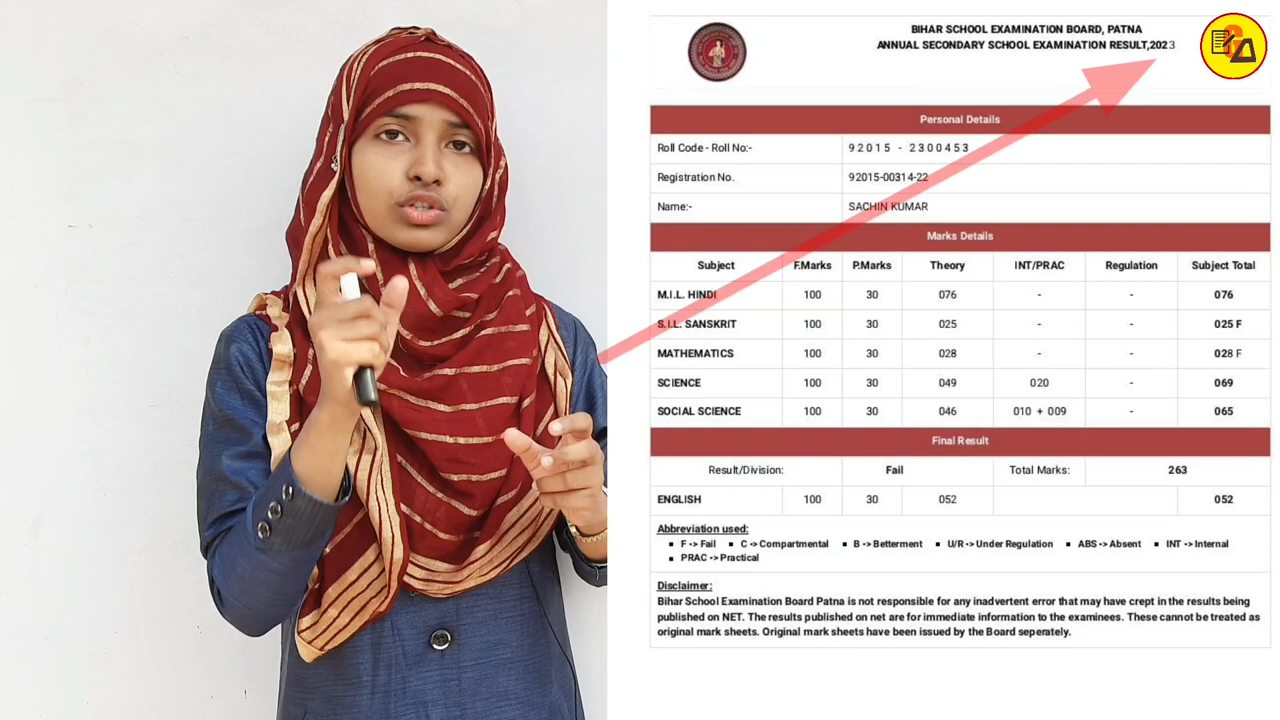 BIHAR SCHOOL EXAMINATION BOARD, PATNA
ANNUAL SECONDARY SCHOOL EXAMINATION RESULT,2023
Personal Details
Roll Code - Roll No:- 92015 - 2300453
Registration No. 92015-00314-22
Name:- SACHIN KUMAR
Marks Details
Subject F.Marks P.Marks Theory INT/PRAC Regulation Subject Total
M.I.L. HINDI 100 30 076 - - 076
S.I.L. SANSKRIT 100 30 025 - - 025 F
MATHEMATICS 100 30 028 - - 028 F
SCIENCE 100 30 049 020 - 069
SOCIAL SCIENCE 100 30 046 010 + 009 - 065
Final Result
Result/Division: Fail Total Marks: 263
ENGLISH 100 30 052 052
Abbreviation used:
▪ F -> Fail ▪ C -> Compartmental ▪ B -> Betterment ▪ U/R -> Under Regulation ▪ ABS -> Absent ▪ INT -> Internal
▪ PRAC -> Practical
Disclaimer:
Bihar School Examination Board Patna is not responsible for any inadvertent error that may have crept in the results being
published on NET. The results published on net are for immediate information to the examinees. These cannot be treated as
original mark sheets. Original mark sheets have been issued by the Board seperately.